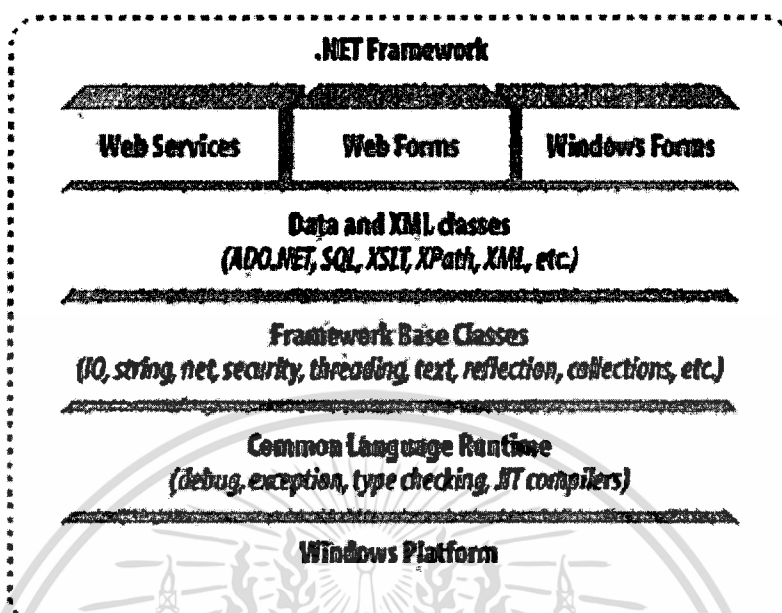 .NET Framework
Web Services
Web Forms
Windows Forms
Data and XML classes
(ADO.NET, SQL, XSLT, XPath, XML, etc.)
Framework Base Classes
(IO, string, net, security, threading, text, reflection, collections, etc.)
Common Language Runtime
(debug, exception, type checking, JIT compilers)
Windows Platform